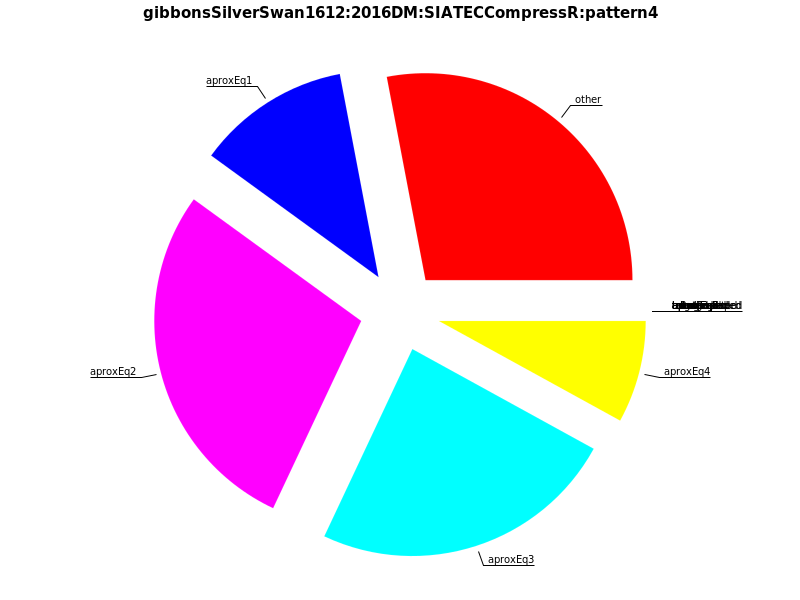 gibbonsSilverSwan1612:2016DM:SIATECCompressR:pattern4
aproxEq1
other
aproxEq2
aproxEq4
aproxEq3